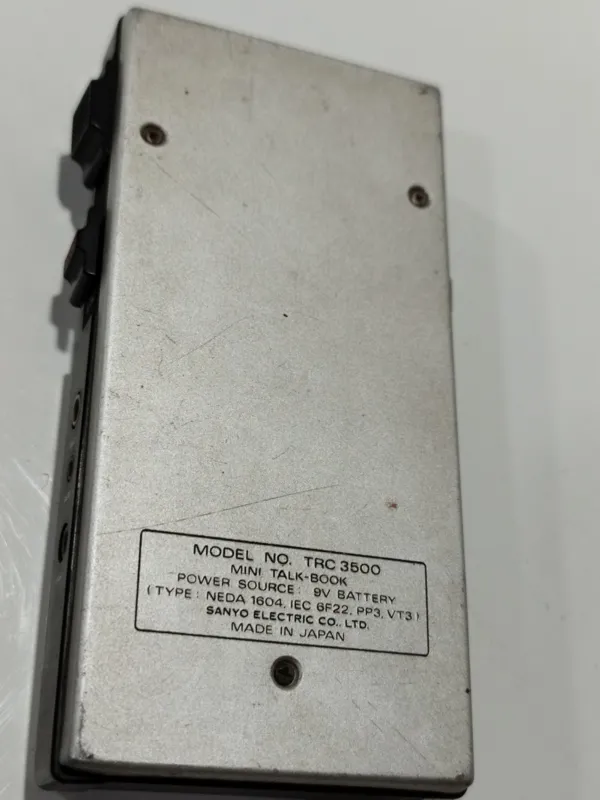 MODEL NO. TRC 3500
MINI TALK-BOOK
POWER SOURCE: 9V BATTERY
(TYPE: NEDA 1604, IEC 6F22, PP3, VT3)
SANYO ELECTRIC CO., LTD.
MADE IN JAPAN